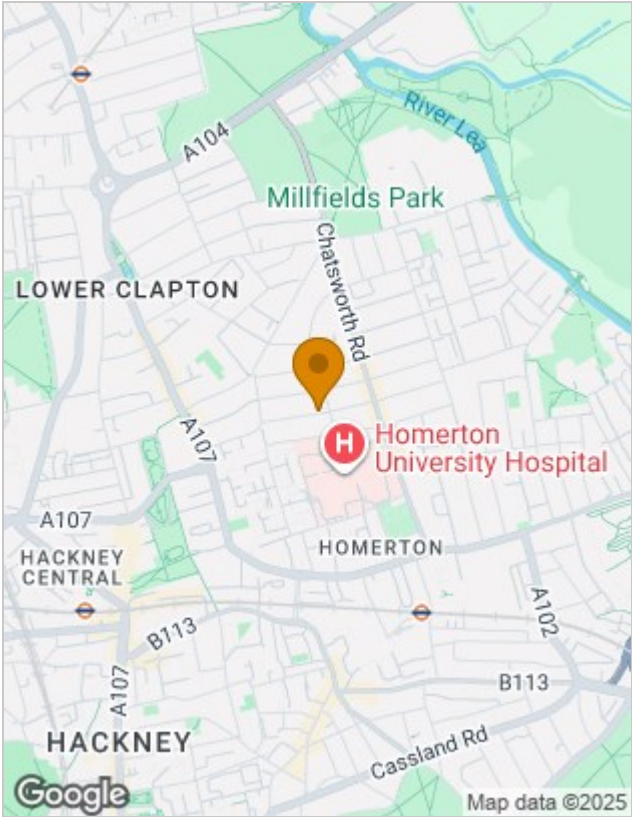 A104
River Lea
Millfields Park
Chatsworth Rd
LOWER CLAPTON
A107
H
Homerton
University Hospital
A107
HOMERTON
HACKNEY
CENTRAL
A102
B113
A107
B113
HACKNEY
Cassland Rd
Google
Map data ©2025